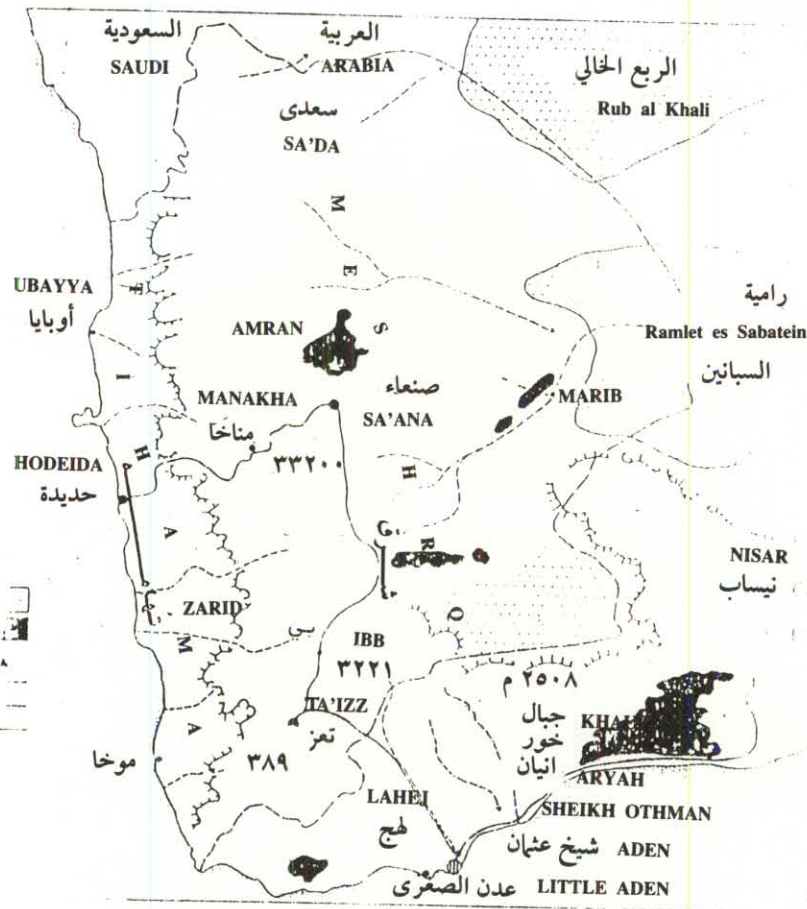 السعودية
العربية
SAUDI
ARABIA
الربع الخالي
Rub al Khali
سعدى
SA'DA
M
E
S
H
R
Q
UBAYYA
أوبايا
T
I
H
A
M
A
رامية
Ramlet es Sabatein
السبانين
AMRAN
MANAKHA
مناخا
صنعاء
SA'ANA
MARIB
٣٣٢٠٠
HODEIDA
حديدة
NISAR
نيساب
ZARID
IBB
٣٢٢١
٢٥٠٨ م
TA'IZZ
تعز
٣٨٩
موخا
جبال
خور
انيان
ARYAH
LAHEJ
لهج
SHEIKH OTHMAN
شيخ عثمان
ADEN
عدن الصغرى
LITTLE ADEN